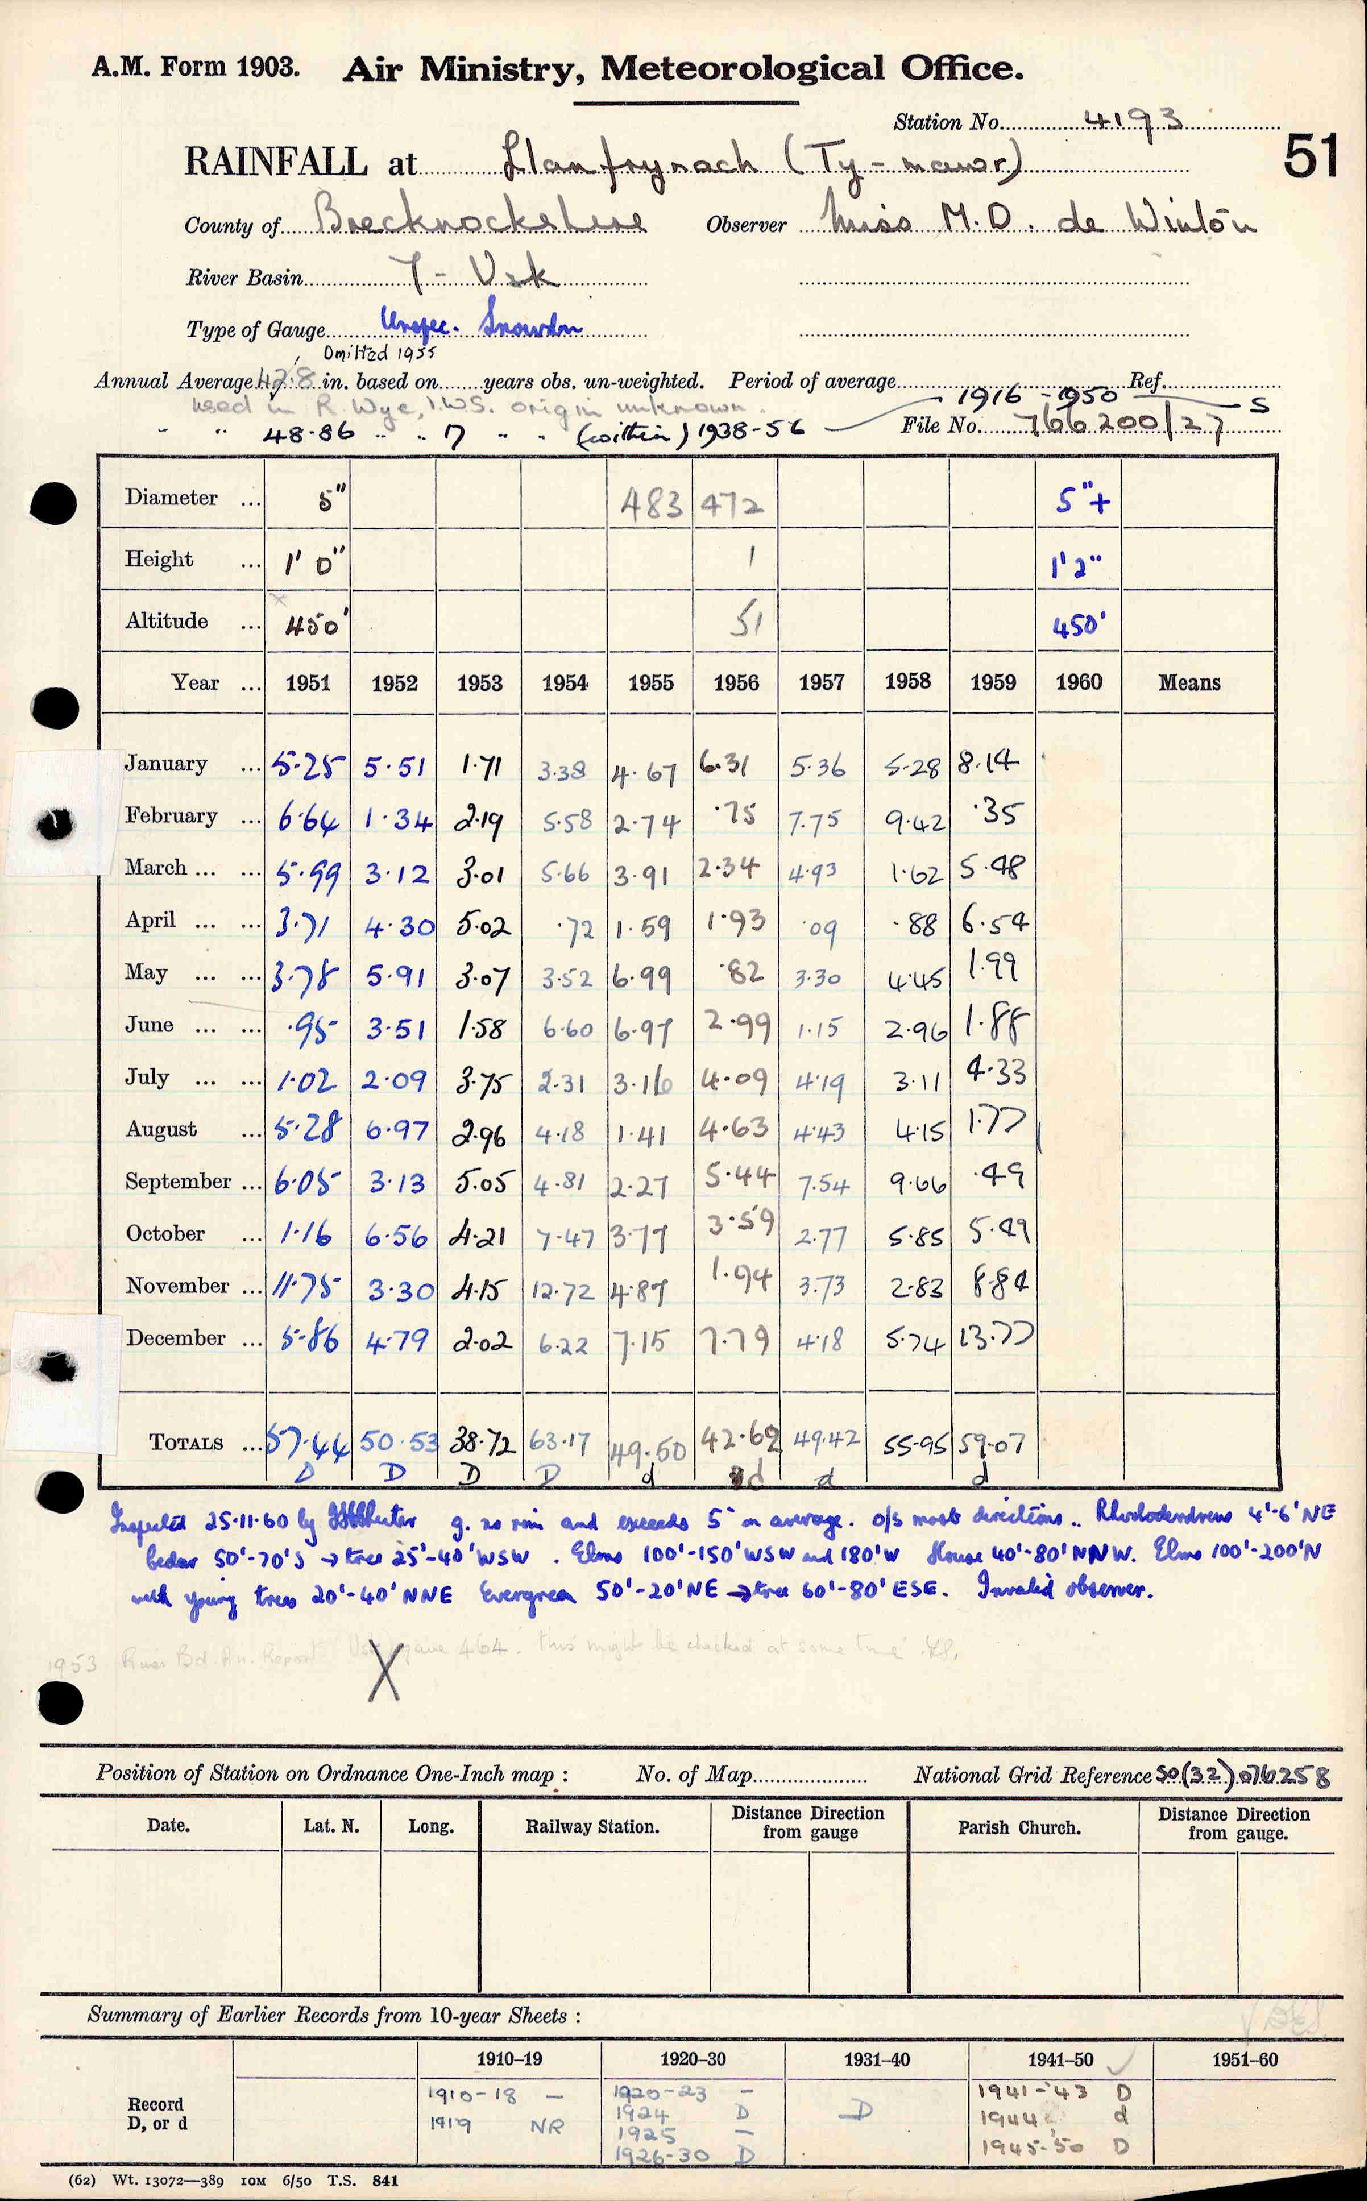 A.M. Form 1903. Air Ministry, Meteorological Office.
Station No. 4193
51
RAINFALL at Llanfrynach (Ty-mawr)
County of Brecknockshire Observer Miss M.D. de Winton
River Basin 7 - Usk
Type of Gauge Unspec. Snowdon
Omitted 1955
Annual Average 42.8 in. based on years obs. un-weighted. Period of average Ref.
used in R. Wye, I.W.S. origin unknown. 1916 - 1950 S
" " 48.86 " " 7 " " (within) 1938-56 File No. 766200/27
Diameter ... 5" 483 472 5"+
Height ... 1' 0" 1 1'2"
Altitude ... 450' 51 450'
Year ... 1951 1952 1953 1954 1955 1956 1957 1958 1959 1960 Means
January ... 5.25 5.51 1.71 3.38 4.67 6.31 5.36 5.28 8.14
February ... 6.64 1.34 2.19 5.58 2.74 .75 7.75 9.42 .35
March ... ... 5.99 3.12 3.01 5.66 3.91 2.34 4.93 1.62 5.48
April ... ... 3.71 4.30 5.02 .72 1.59 1.93 .09 .88 6.54
May ... ... 3.78 5.91 3.07 3.52 6.99 .82 3.30 4.45 1.99
June ... ... .95 3.51 1.58 6.60 6.97 2.99 1.15 2.96 1.88
July ... ... 1.02 2.09 3.75 2.31 3.16 4.09 4.19 3.11 4.33
August ... 5.28 6.97 2.96 4.18 1.41 4.63 4.43 4.15 1.77
September ... 6.05 3.13 5.05 4.81 2.27 5.44 7.54 9.66 .49
October ... 1.16 6.56 4.21 7.47 3.77 3.59 2.77 5.85 5.49
November ... 11.75 3.30 4.15 12.72 4.87 1.94 3.73 2.83 8.84
December ... 5.86 4.79 2.02 6.22 7.15 7.79 4.18 5.74 13.77
TOTALS ... 57.44 50.53 38.72 63.17 49.50 42.62 49.42 55.95 59.07
D D D D d d d d
Inspected 25.11.60 by g. no rim and exceeds 5" on average. o/s most directions.. Rhododendrons 4'-6' NE
Cedar 50'-70'S → tree 25'-40' WSW. Elms 100'-150' WSW and 180'W House 40'-80' NNW. Elms 100'-200'N
with young trees 20'-40' NNE Evergreen 50'-20' NE → tree 60'-80' ESE. Invalid observer.
1953 River Bd. An. Report Usk gave 46.4. this might be checked at some time
X
Position of Station on Ordnance One-Inch map : No. of Map National Grid Reference SO(32)076258
Date. Lat. N. Long. Railway Station. Distance Direction from gauge Parish Church. Distance Direction from gauge.
Summary of Earlier Records from 10-year Sheets :
1910–19 1920–30 1931–40 1941–50 1951–60
Record D, or d
1910-18 — 1920-23 — D 1941-'43 D
1919 NR 1924 D 1944 d
1925 — 1945-50 D
1926-30 D
(62) Wt. 13072—389 10M 6/50 T.S. 841